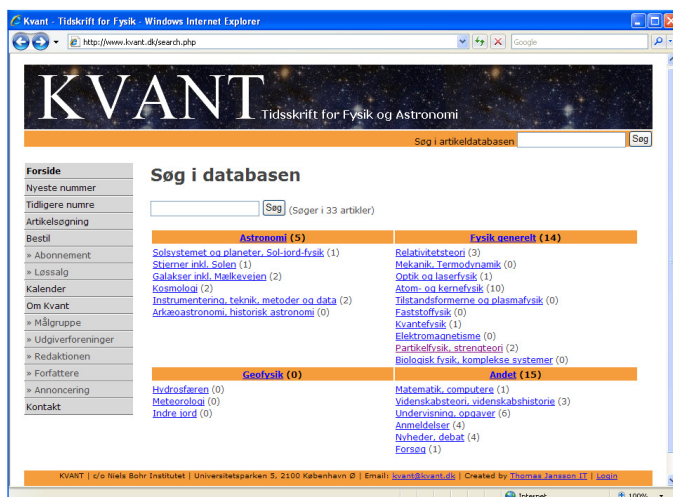 Kvant - Tidskrift for Fysik - Windows Internet Explorer
http://www.kvant.dk/search.php
Google
KVANT Tidsskrift for Fysik og Astronomi
Søg i artikeldatabasen Søg
Forside
Nyeste nummer
Tidligere numre
Artikelsøgning
Bestil
» Abonnement
» Løssalg
Kalender
Om Kvant
» Målgruppe
» Udgiverforeninger
» Redaktionen
» Forfattere
» Annoncering
Kontakt
Søg i databasen
Søg (Søger i 33 artikler)
Astronomi (5)
Solsystemet og planeter, Sol-jord-fysik (1)
Stjerner inkl. Solen (1)
Galakser inkl. Mælkevejen (2)
Kosmologi (2)
Instrumentering, teknik, metoder og data (2)
Arkæoastronomi, historisk astronomi (0)
Fysik generelt (14)
Relativitetsteori (3)
Mekanik, Termodynamik (0)
Optik og laserfysik (1)
Atom- og kernefysik (10)
Tilstandsformerne og plasmafysik (0)
Faststoffysik (0)
Kvantefysik (1)
Elektromagnetisme (0)
Partikelfysik, strengteori (2)
Biologisk fysik, komplekse systemer (0)
Geofysik (0)
Hydrosfæren (0)
Meteorologi (0)
Indre jord (0)
Andet (15)
Matematik, computere (1)
Videnskabsteori, videnskabshistorie (3)
Undervisning, opgaver (6)
Anmeldelser (4)
Nyheder, debat (4)
Forsøg (1)
KVANT | c/o Niels Bohr Institutet | Universitetsparken 5, 2100 København Ø | Email: kvant@kvant.dk | Created by Thomas Jansson IT | Login
Internet 100%